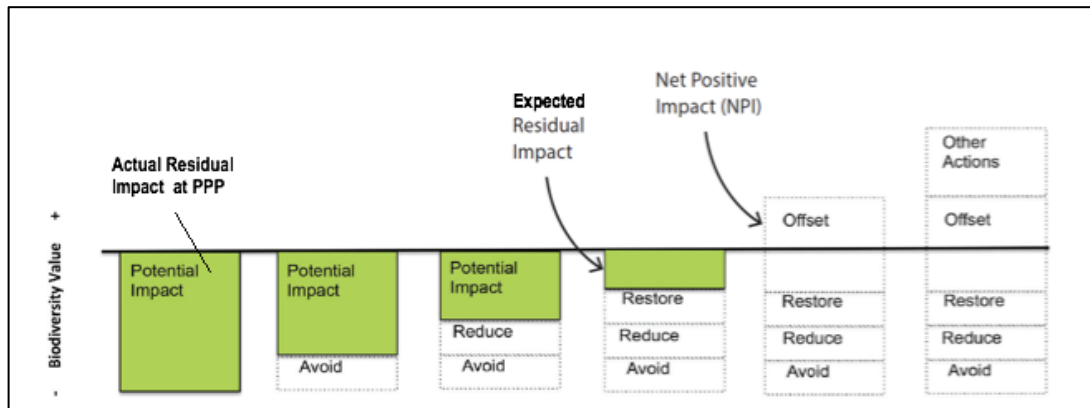 Net Positive
Impact (NPI)
Expected
Residual
Impact
Other
Actions
Actual Residual
Impact at PPP
+
Offset
Offset
Biodiversity Value
-
Potential
Impact
Potential
Impact
Potential
Impact
Restore
Restore
Restore
Reduce
Reduce
Reduce
Reduce
Avoid
Avoid
Avoid
Avoid
Avoid